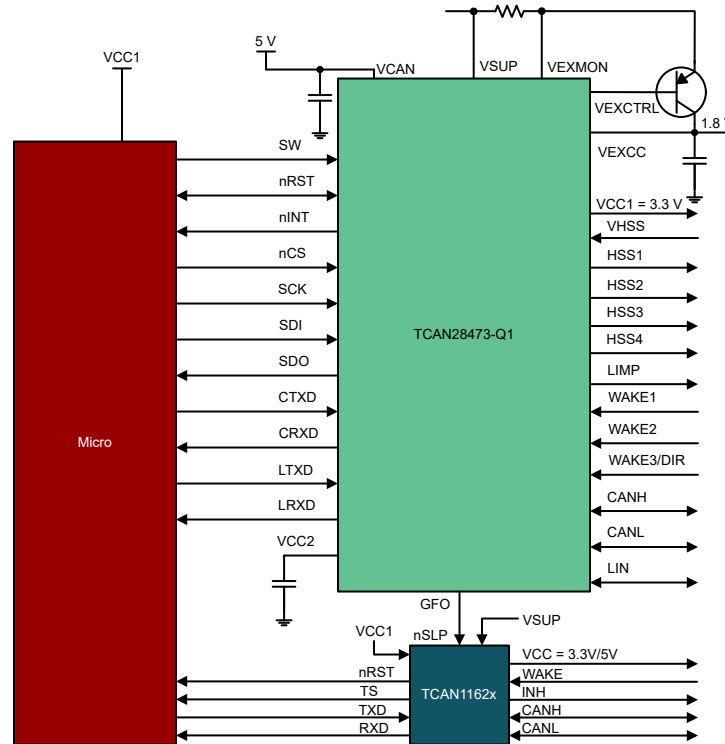 5 V
VCC1
VCAN
VSUP
VEXMON
VEXCTRL
1.8
VEXCC
SW
nRST
nINT
nCS
SCK
SDI
SDO
CTXD
CRXD
LTXD
LRXD
VCC2
Micro
TCAN28473-Q1
VCC1 = 3.3 V
VHSS
HSS1
HSS2
HSS3
HSS4
LIMP
WAKE1
WAKE2
WAKE3/DIR
CANH
CANL
LIN
GFO
nSLP
VSUP
VCC1
nRST
TS
TXD
RXD
TCAN1162x
VCC = 3.3V/5V
WAKE
INH
CANH
CANL